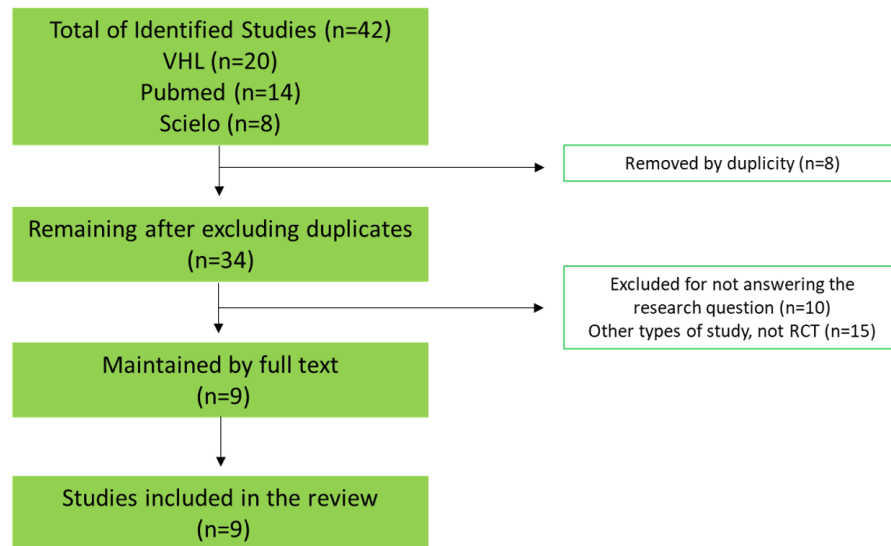 Total of Identified Studies (n=42)
VHL (n=20)
Pubmed (n=14)
Scielo (n=8)
Removed by duplicity (n=8)
Remaining after excluding duplicates
(n=34)
Excluded for not answering the
research question (n=10)
Other types of study, not RCT (n=15)
Maintained by full text
(n=9)
Studies included in the review
(n=9)